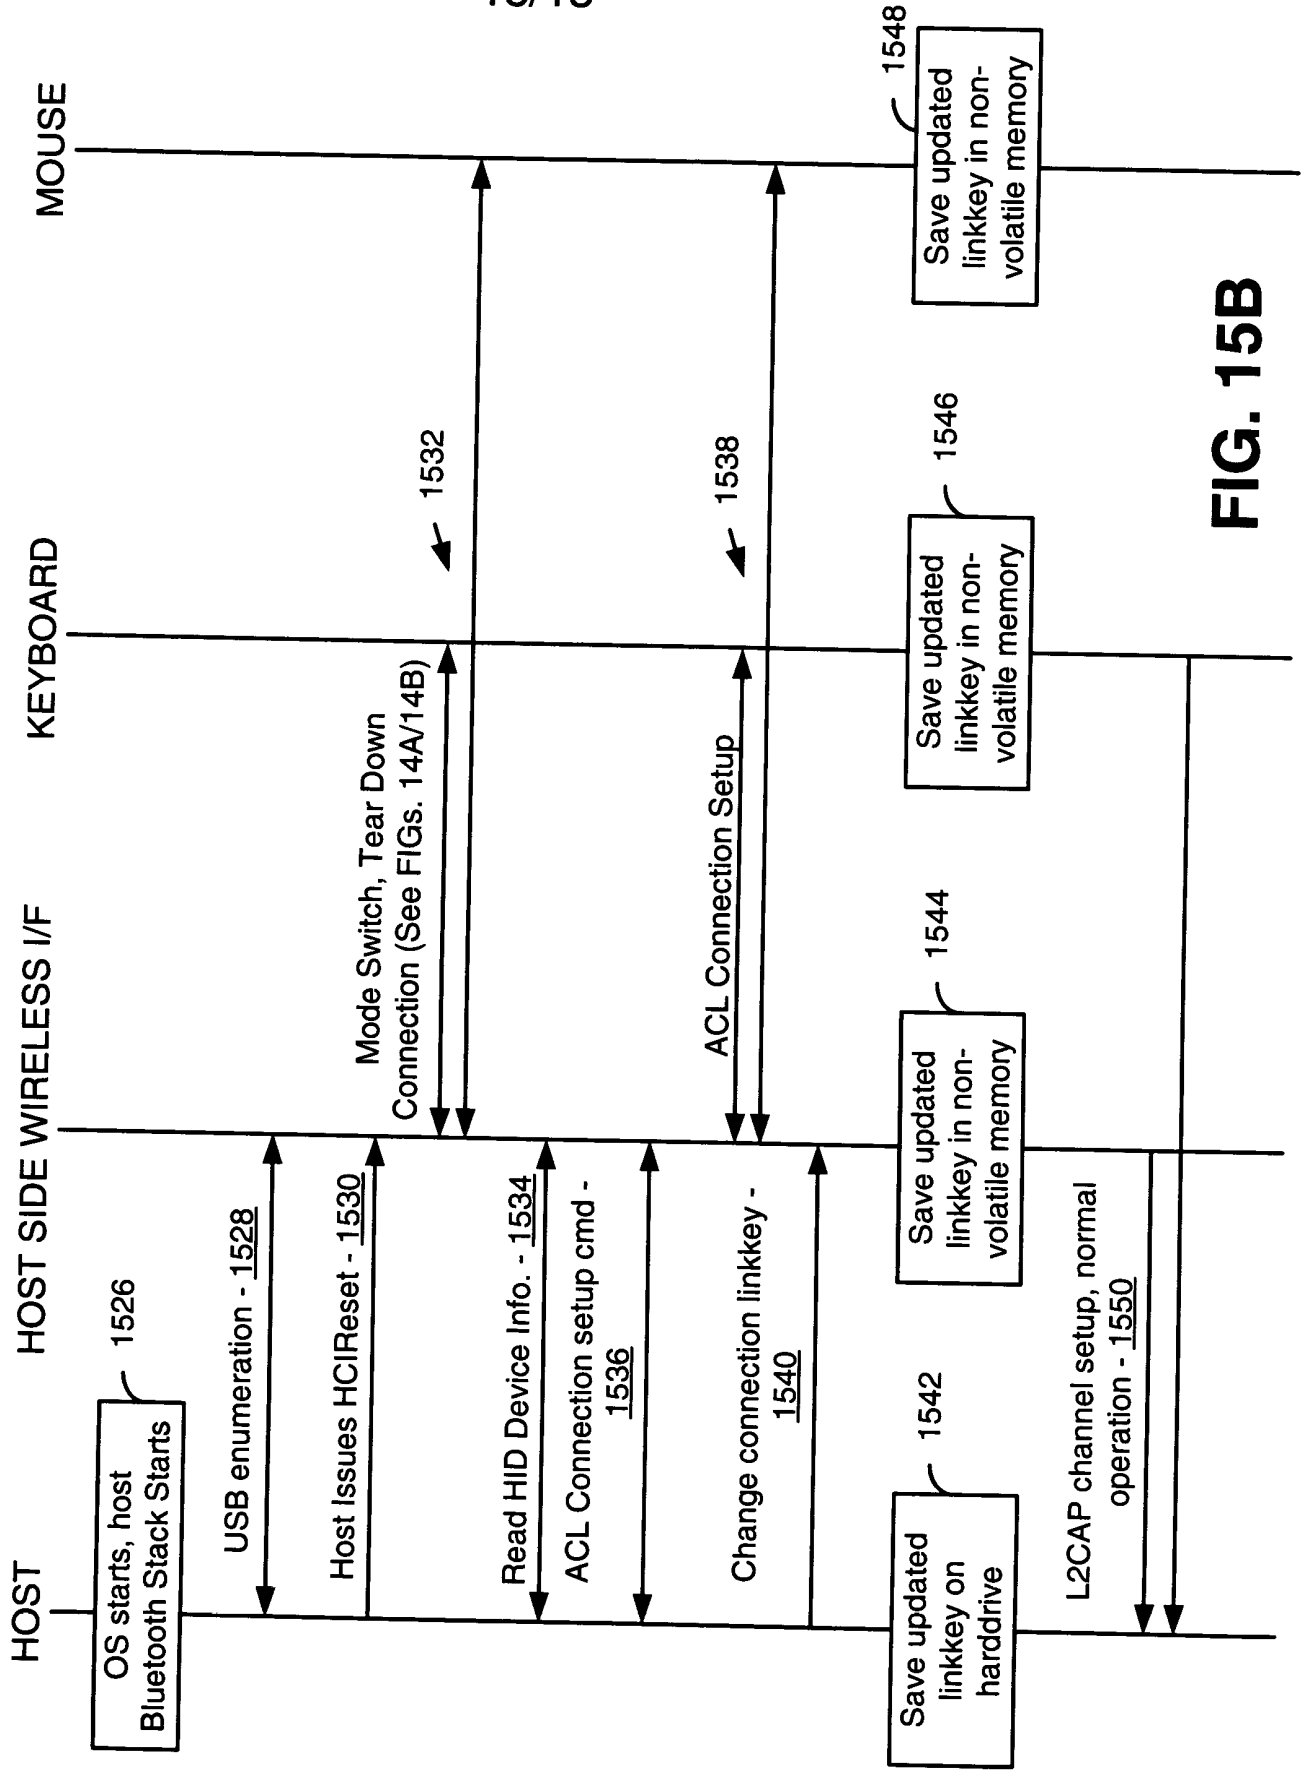 HOST
HOST SIDE WIRELESS I/F
KEYBOARD
MOUSE
OS starts, host
Bluetooth Stack Starts
1526
USB enumeration - 1528
Host Issues HCIReset - 1530
Mode Switch, Tear Down
Connection (See FIGs. 14A/14B)
1532
Read HID Device Info. - 1534
ACL Connection setup cmd -
1536
ACL Connection Setup
1538
Change connection linkkey -
1540
Save updated
linkkey on
harddrive
1542
Save updated
linkkey in non-
volatile memory
1544
Save updated
linkkey in non-
volatile memory
1546
Save updated
linkkey in non-
volatile memory
1548
L2CAP channel setup, normal
operation - 1550
FIG. 15B